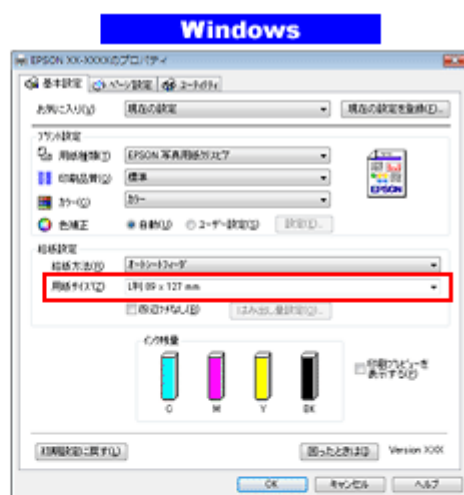 Windows
EPSON XX-XXXXのプロパティ
基本設定 ページ設定 ユーティリティ
お気に入り(V) 現在の設定 現在の設定を登録(E)...
プリント設定
用紙種類(T) EPSON 写真用紙クリスピア
印刷品質(Q) 標準
カラー(C) カラー
色補正 自動(U) ユーザー設定(S) 設定(I)...
EPSON
給紙設定
給紙方法(R) オートシートフィーダ
用紙サイズ(Z) L判 89 x 127 mm
四辺フチなし(B) はみ出し量設定(G)...
インク残量
印刷プレビューを
表示する(P)
C M Y BK
初期設定に戻す(L) 困ったときは Version XXX
OK キャンセル ヘルプ